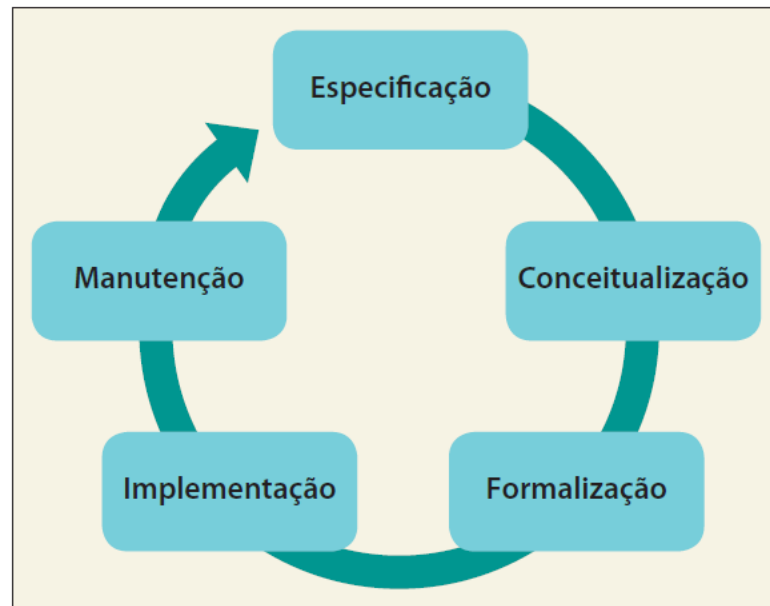 Especificação
Conceitualização
Formalização
Implementação
Manutenção